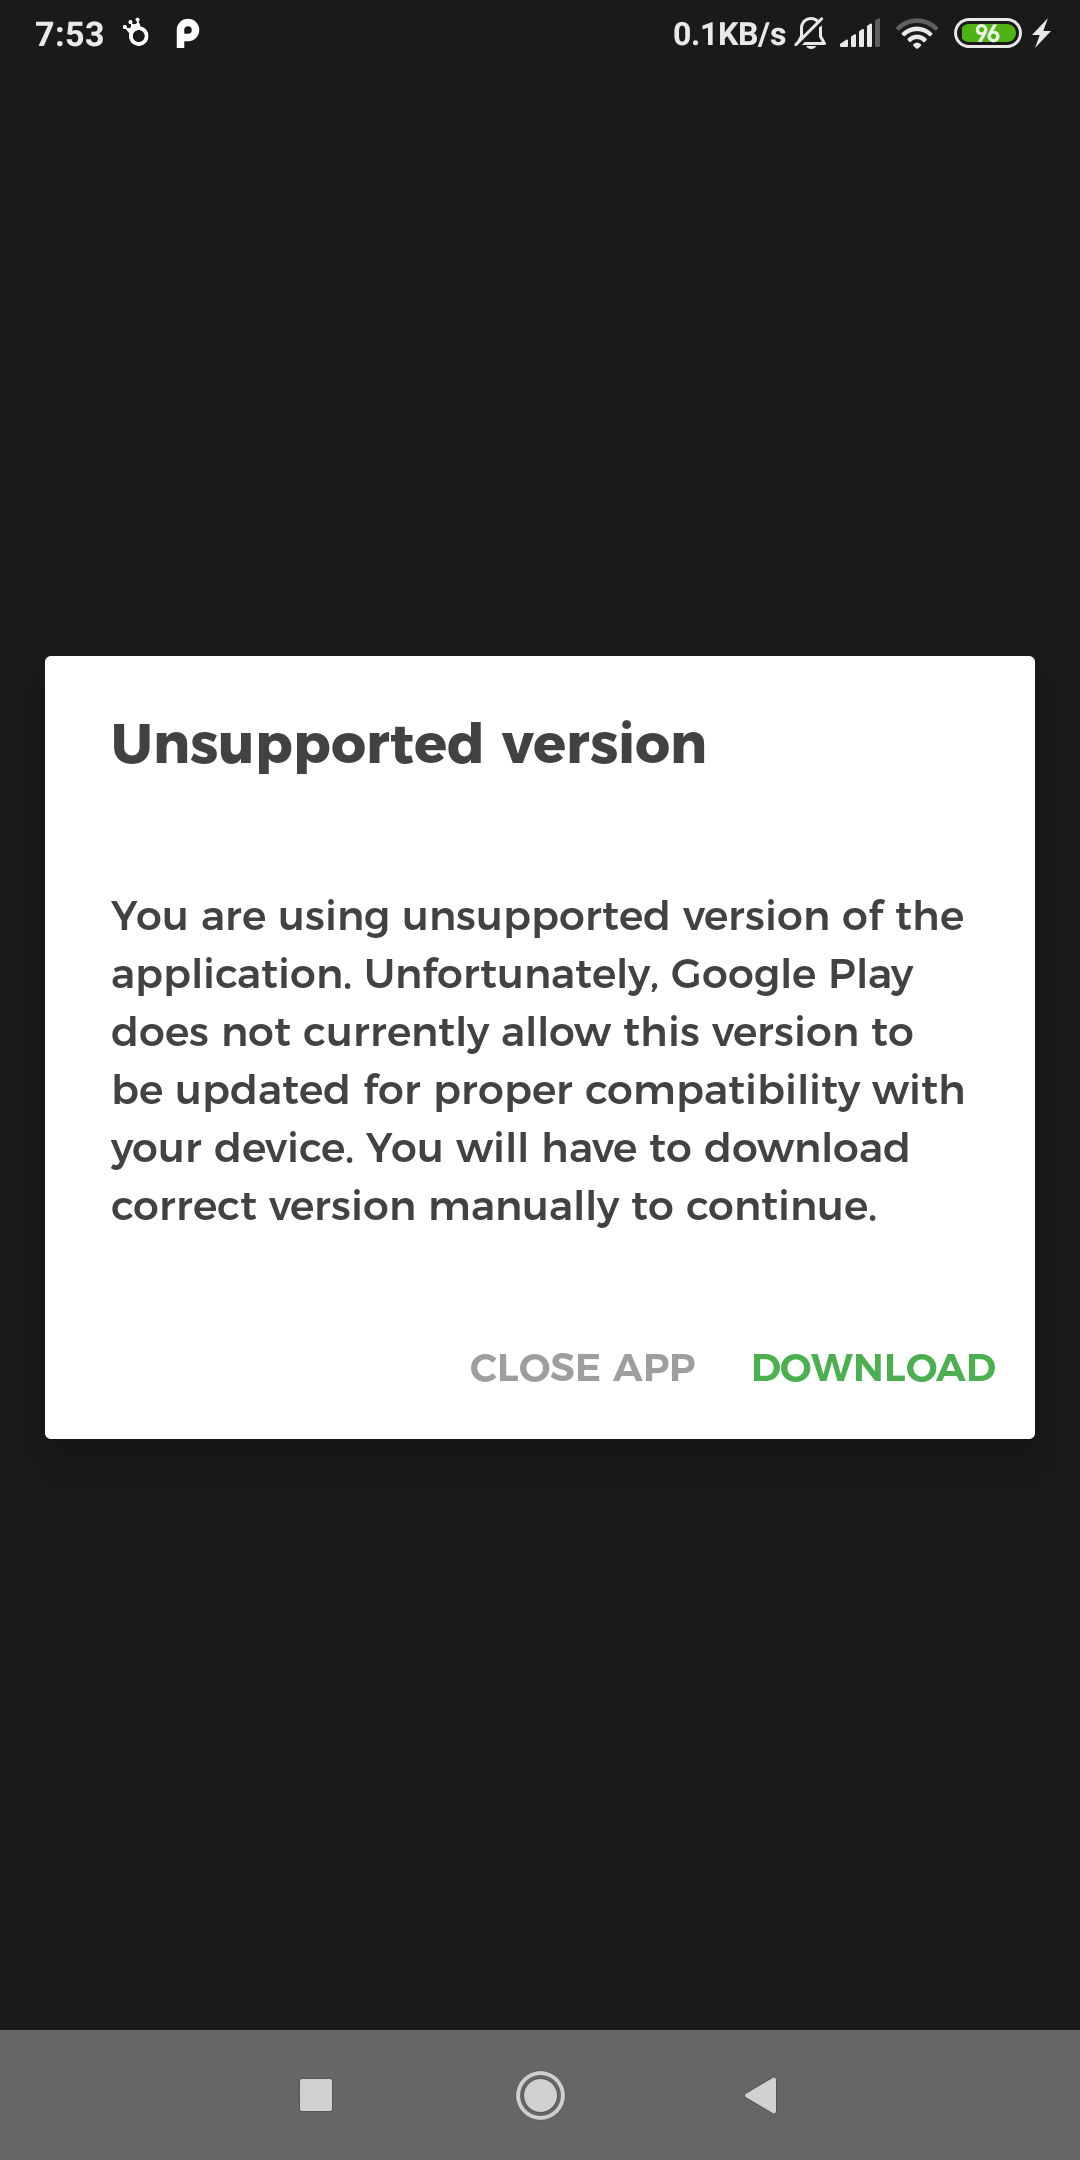 7:53 0.1KB/s 96
Unsupported version
You are using unsupported version of the
application. Unfortunately, Google Play
does not currently allow this version to
be updated for proper compatibility with
your device. You will have to download
correct version manually to continue.
CLOSE APP DOWNLOAD